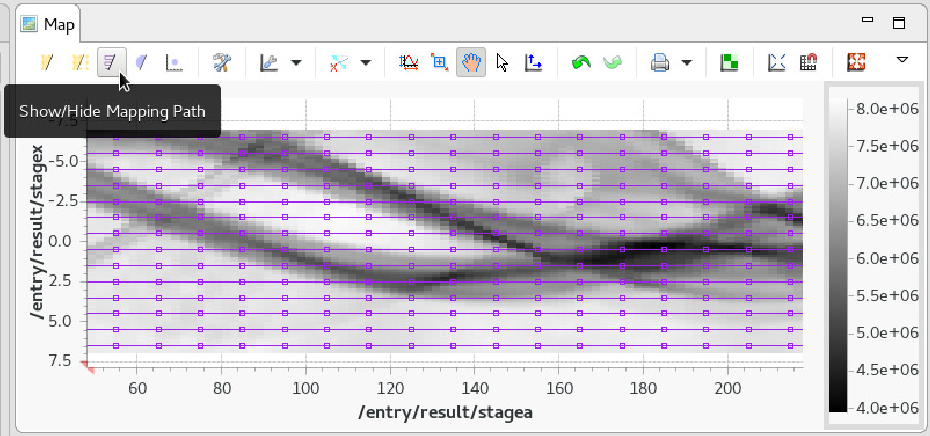 Map
Show/Hide Mapping Path
-7.5
-5.0
-2.5
0.0
2.5
5.0
7.5
/entry/result/stagex
60
80
100
120
140
160
180
200
/entry/result/stagea
8.0e+06
7.5e+06
7.0e+06
6.5e+06
6.0e+06
5.5e+06
5.0e+06
4.5e+06
4.0e+06